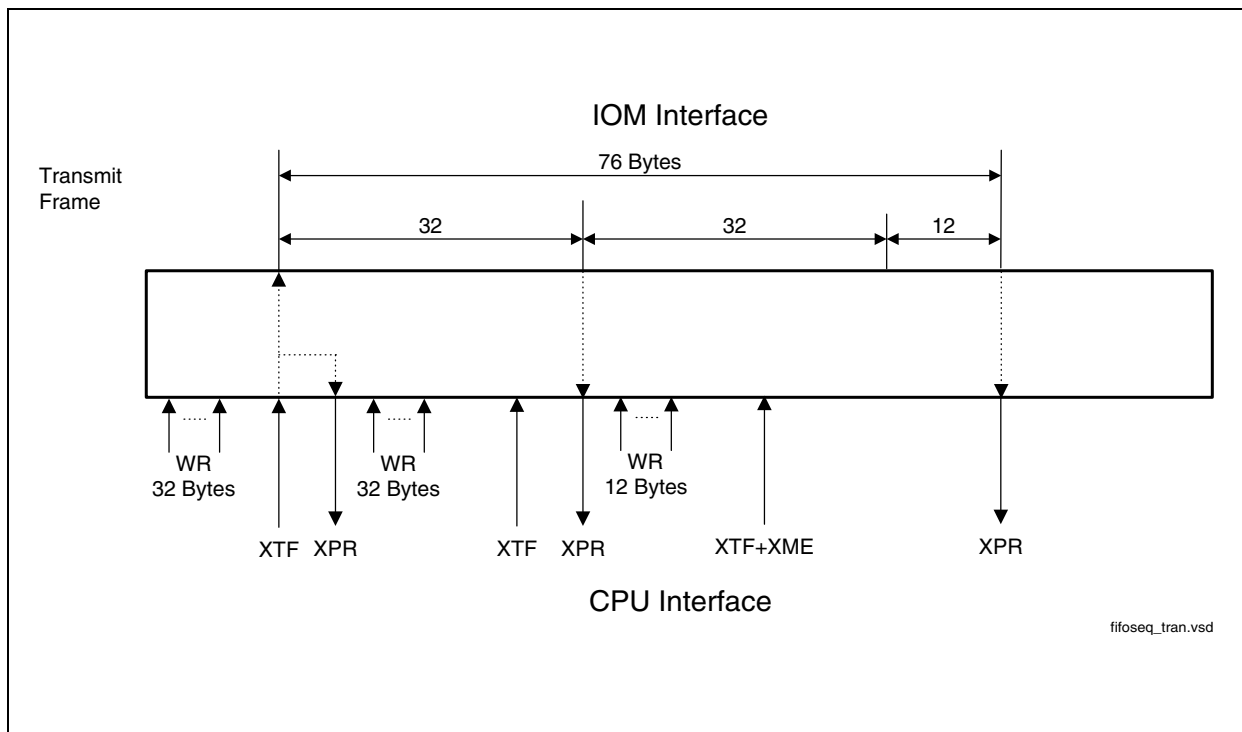 IOM Interface
76 Bytes
Transmit
Frame
32
32
12
WR
32 Bytes
WR
32 Bytes
WR
12 Bytes
XTF
XPR
XTF
XPR
XTF+XME
XPR
CPU Interface
fifoseq_tran.vsd